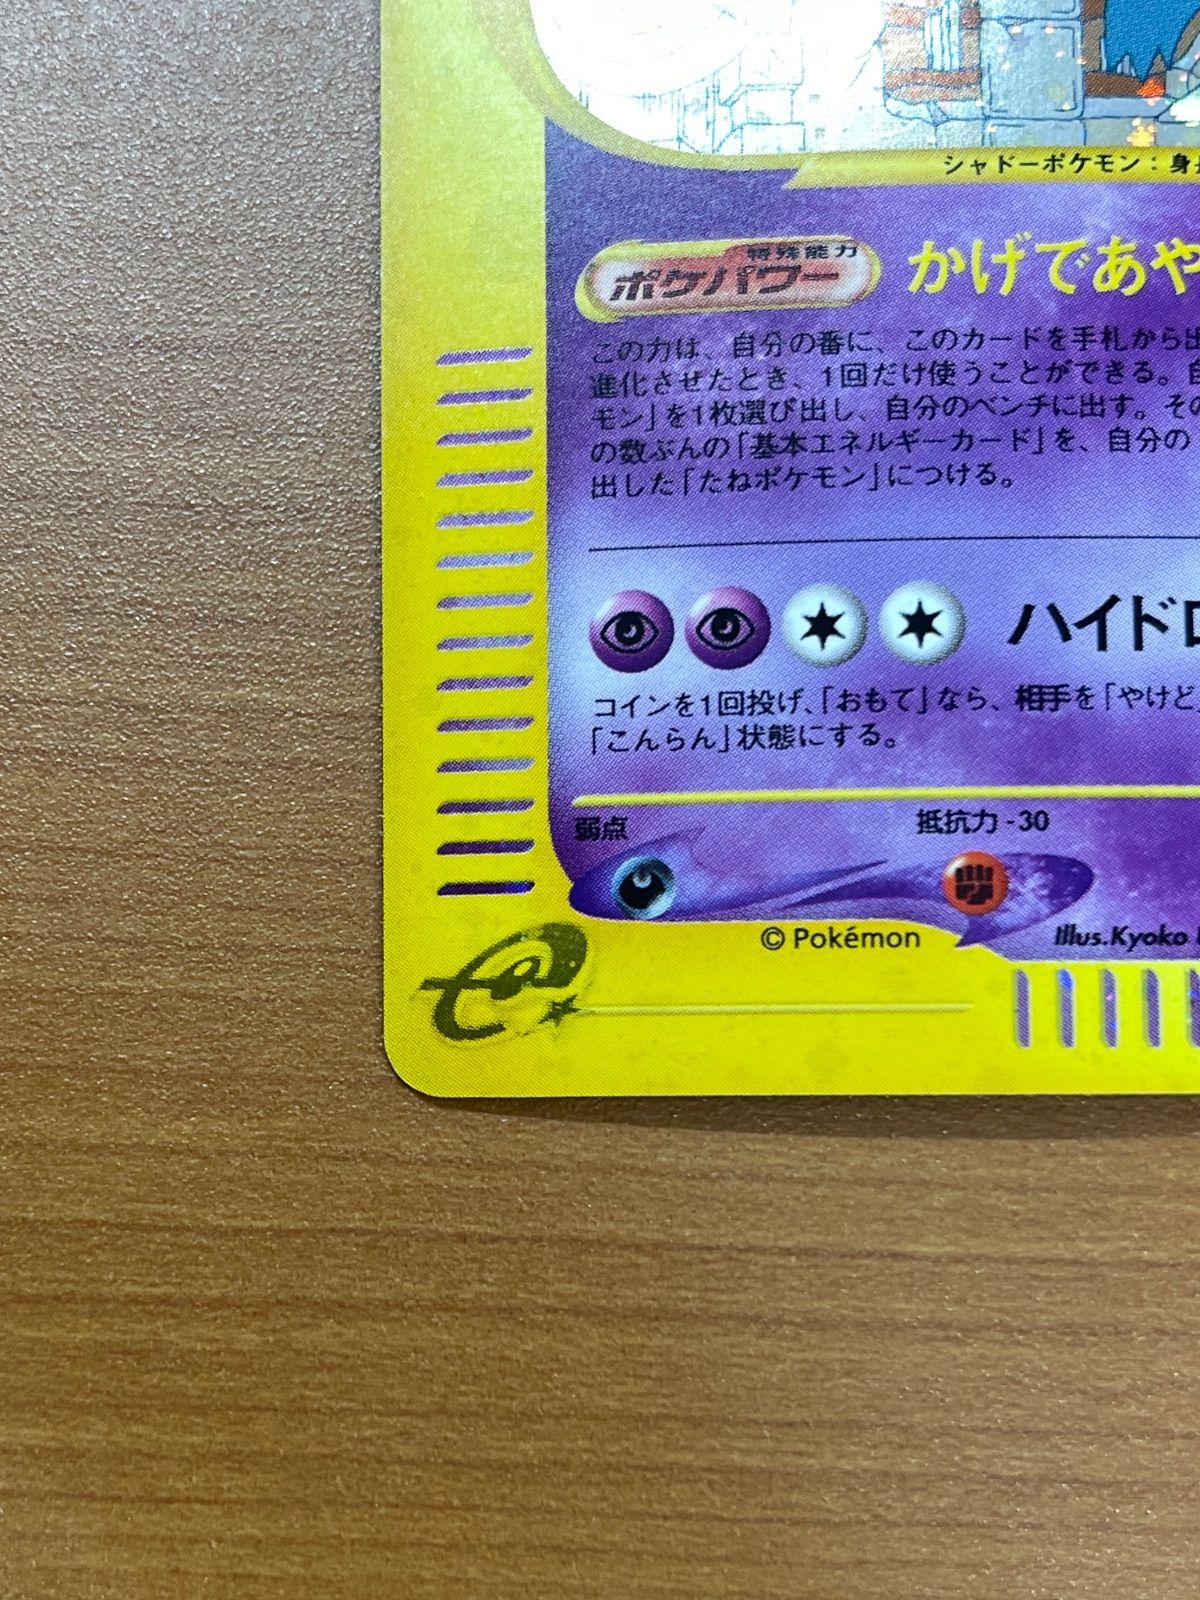 シャドーポケモン：身
特殊能力
ポケパワー
かげであや
この力は、自分の番に、このカードを手札から出
進化させたとき、1回だけ使うことができる。自
モン」を1枚選び出し、自分のベンチに出す。その
の数ぶんの「基本エネルギーカード」を、自分の
出した「たねポケモン」につける。
ハイドロ
コインを1回投げ、「おもて」なら、相手を「やけど」
「こんらん」状態にする。
弱点
抵抗力 -30
© Pokémon
Illus.Kyoko